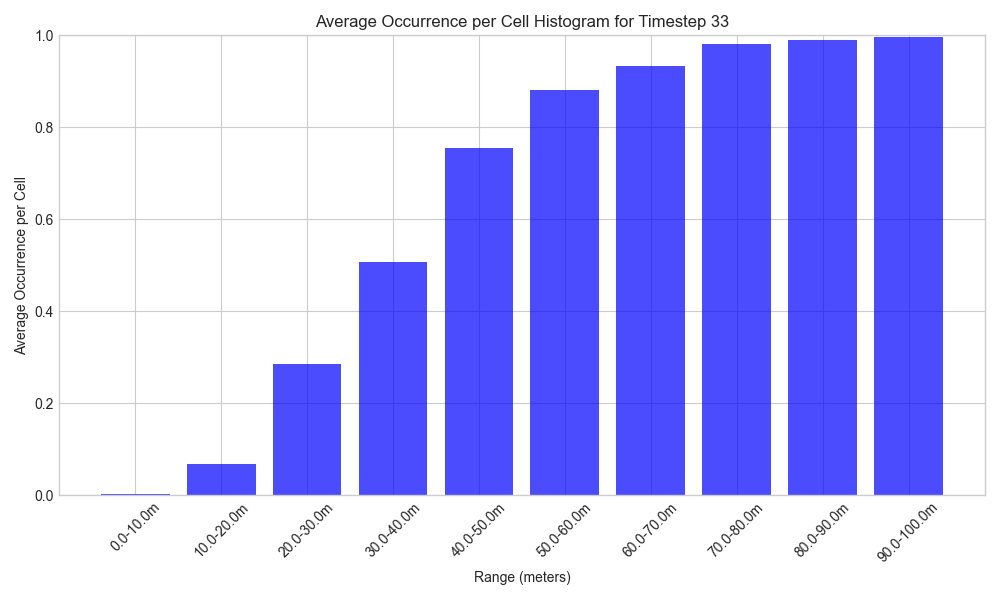 Average Occurrence per Cell Histogram for Timestep 33
Average Occurrence per Cell
1.0
0.8
0.6
0.4
0.2
0.0
0.0-10.0m
10.0-20.0m
20.0-30.0m
30.0-40.0m
40.0-50.0m
50.0-60.0m
60.0-70.0m
70.0-80.0m
80.0-90.0m
90.0-100.0m
Range (meters)